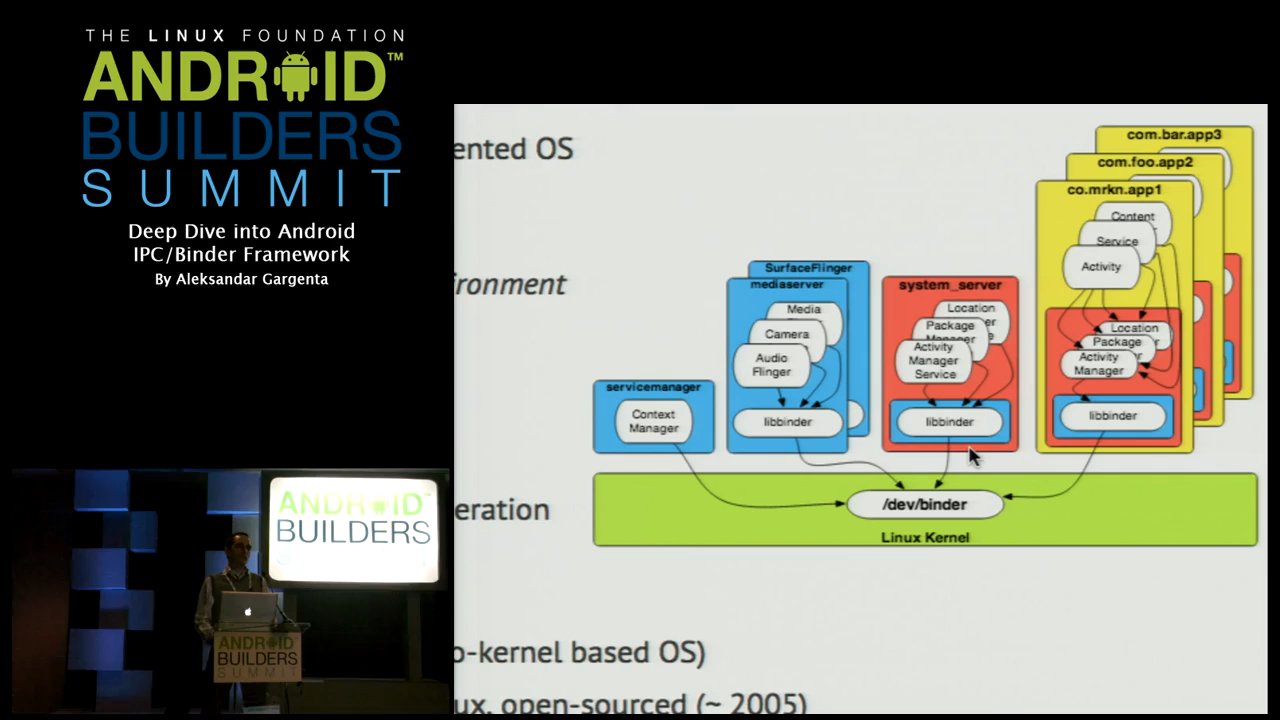 THE LINUX FOUNDATION
ANDROID™
BUILDERS
SUMMIT
Deep Dive into Android
IPC/Binder Framework
By Aleksandar Gargenta
ented OS
ironment
eration
o-kernel based OS)
ux, open-sourced (~ 2005)
servicemanager
Context
Manager
SurfaceFlinger
mediaserver
Media
Camera
Audio
Flinger
libbinder
system_server
Location
Package
Manager
Activity
Manager
Service
libbinder
com.bar.app3
com.foo.app2
co.mrkn.app1
Content
Service
Activity
Location
Package
Activity
Manager
libbinder
/dev/binder
Linux Kernel
ANDROID™
BUILDERS
ANDROID
BUILDERS
SUMMIT